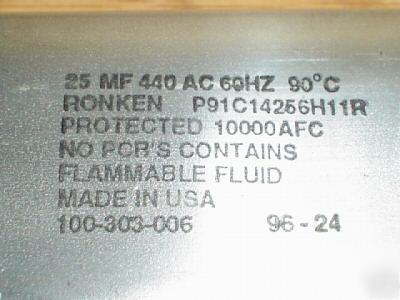 25 MF 440 AC 60HZ 90°C
RONKEN P91C14256H11R
PROTECTED 10000AFC
NO PCB'S CONTAINS
FLAMMABLE FLUID
MADE IN USA
100-303-006 96-24